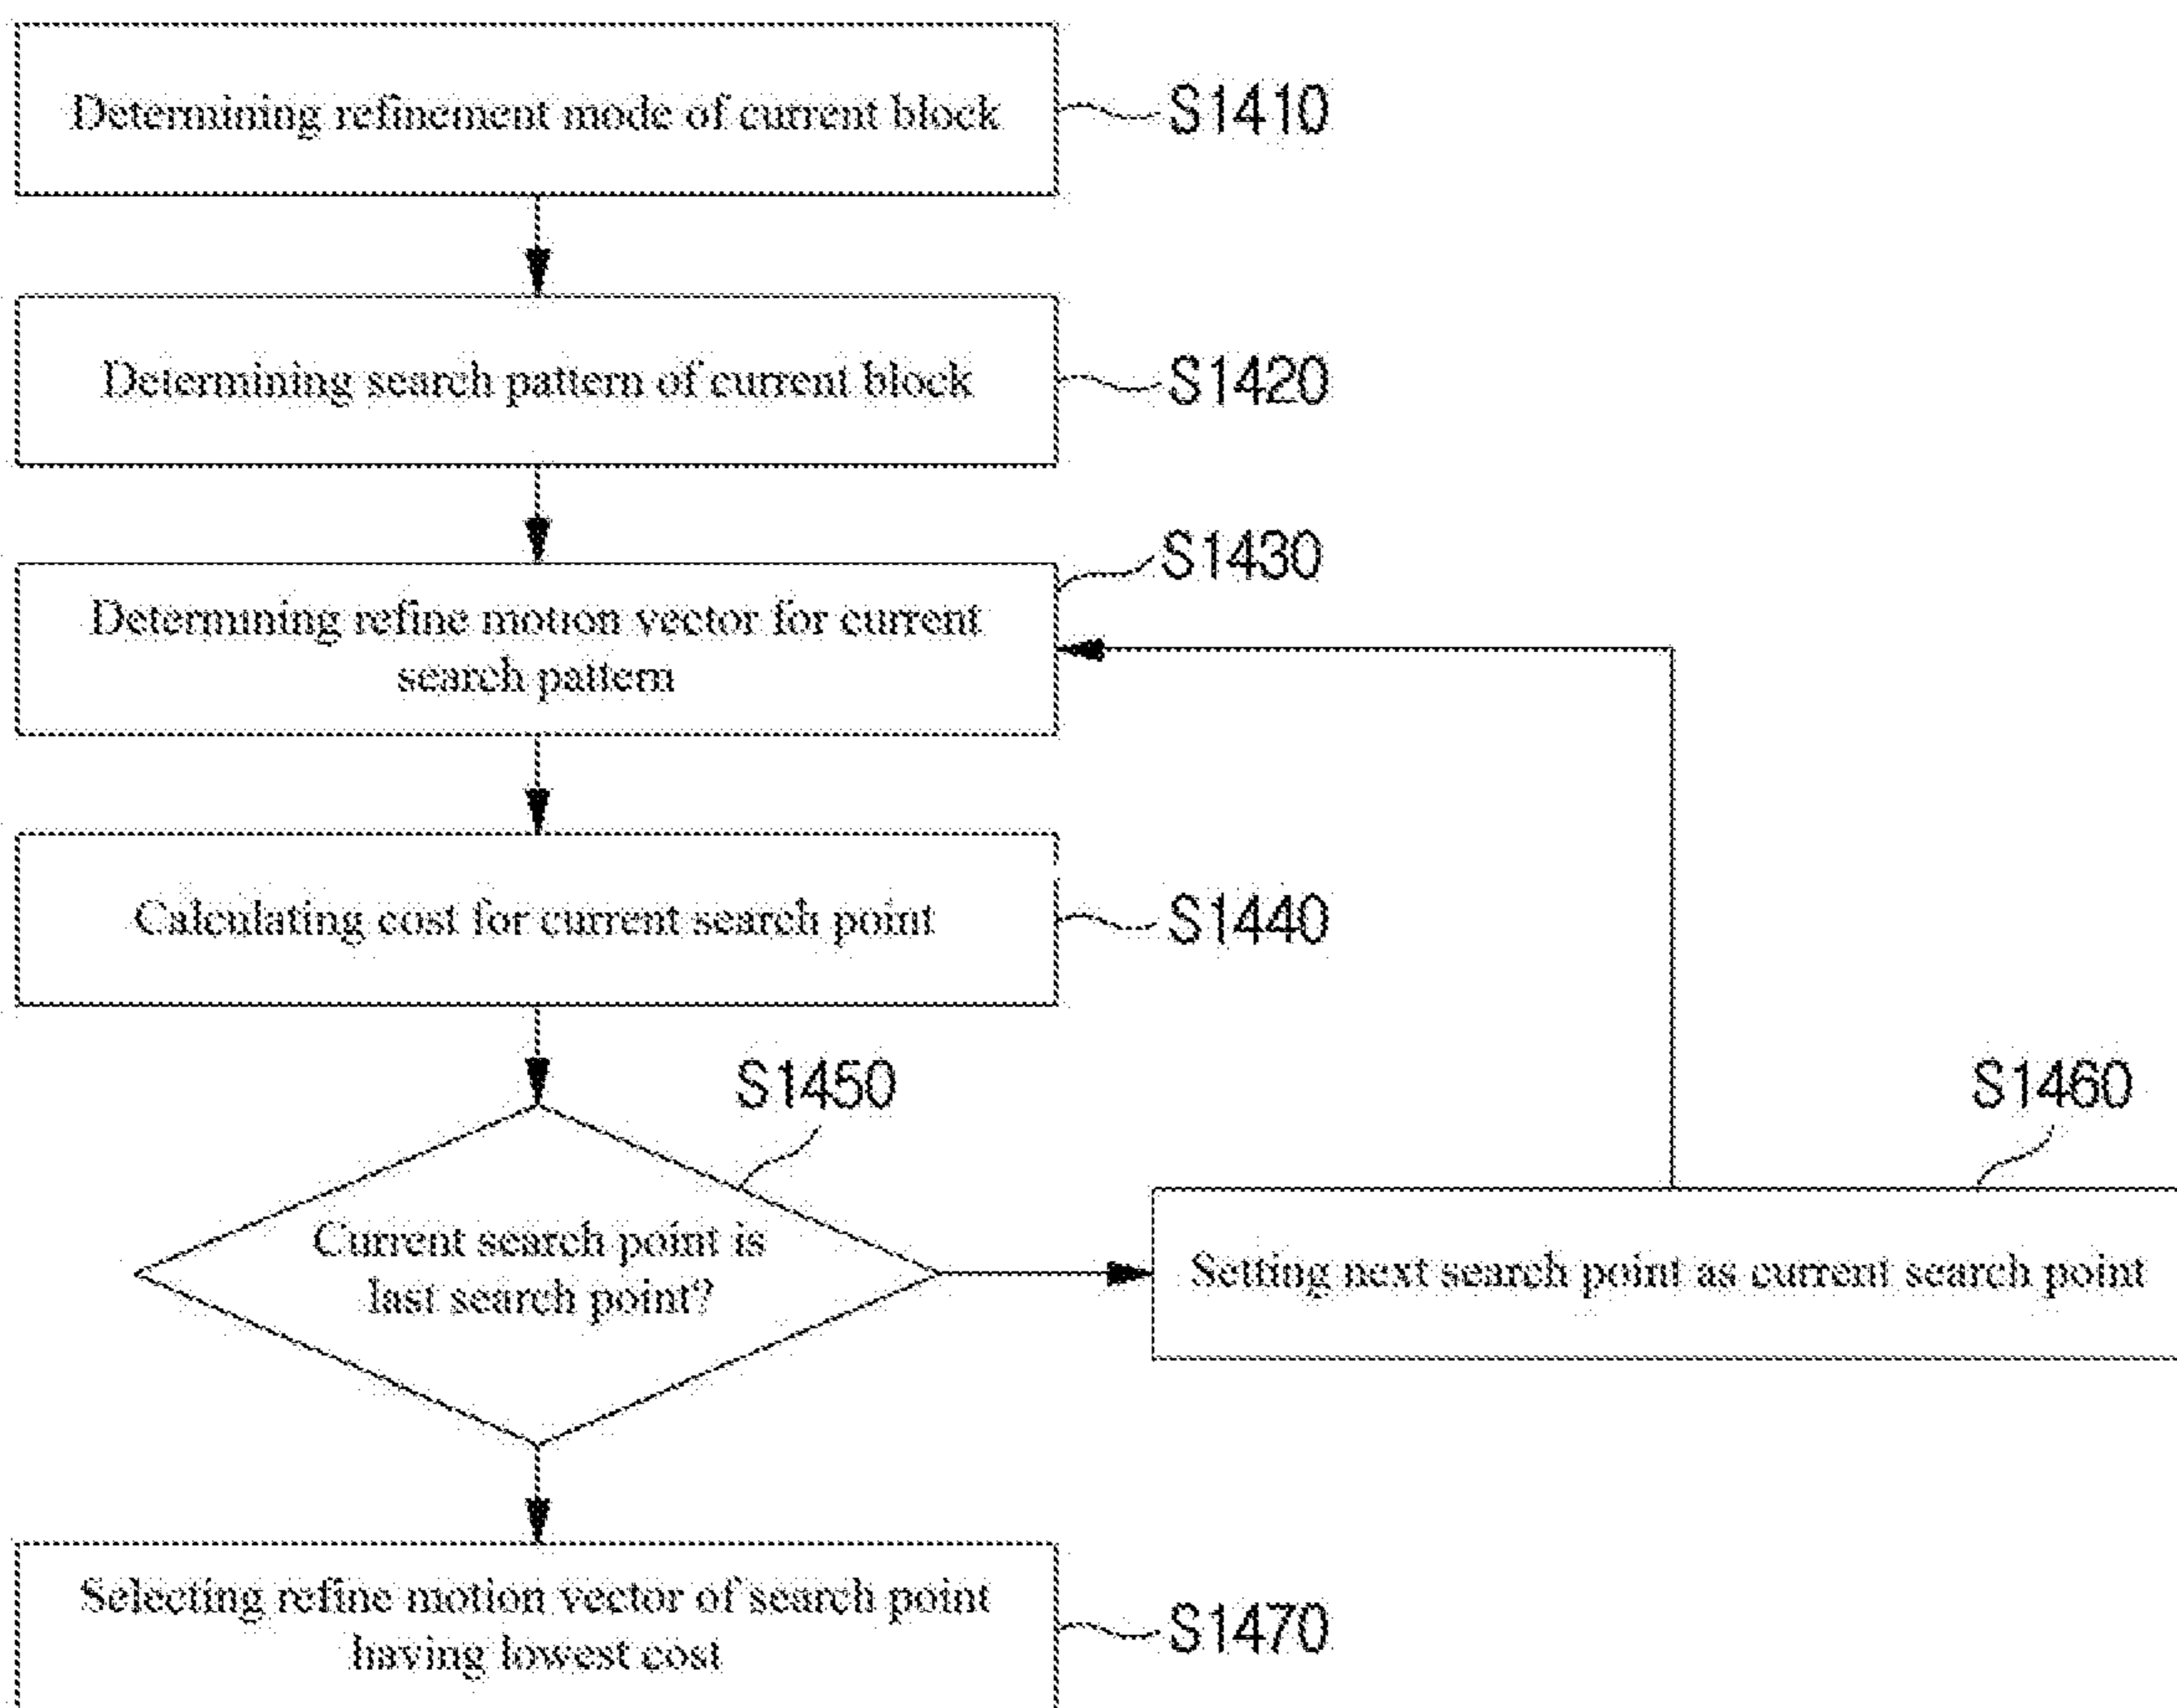 Determining refinement mode of current block
S1410
Determining search pattern of current block
S1420
S1430
Determining refine motion vector for current
search pattern
Calculating cost for current search point
S1440
S1450
S1460
Current search point is
last search point?
Setting next search point as current search point
Selecting refine motion vector of search point
having lowest cost
S1470